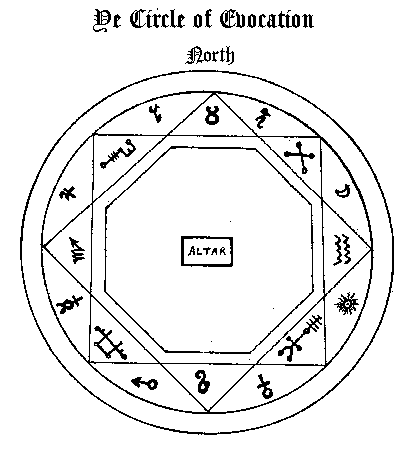 Ye Circle of Evocation
North
ALTAR